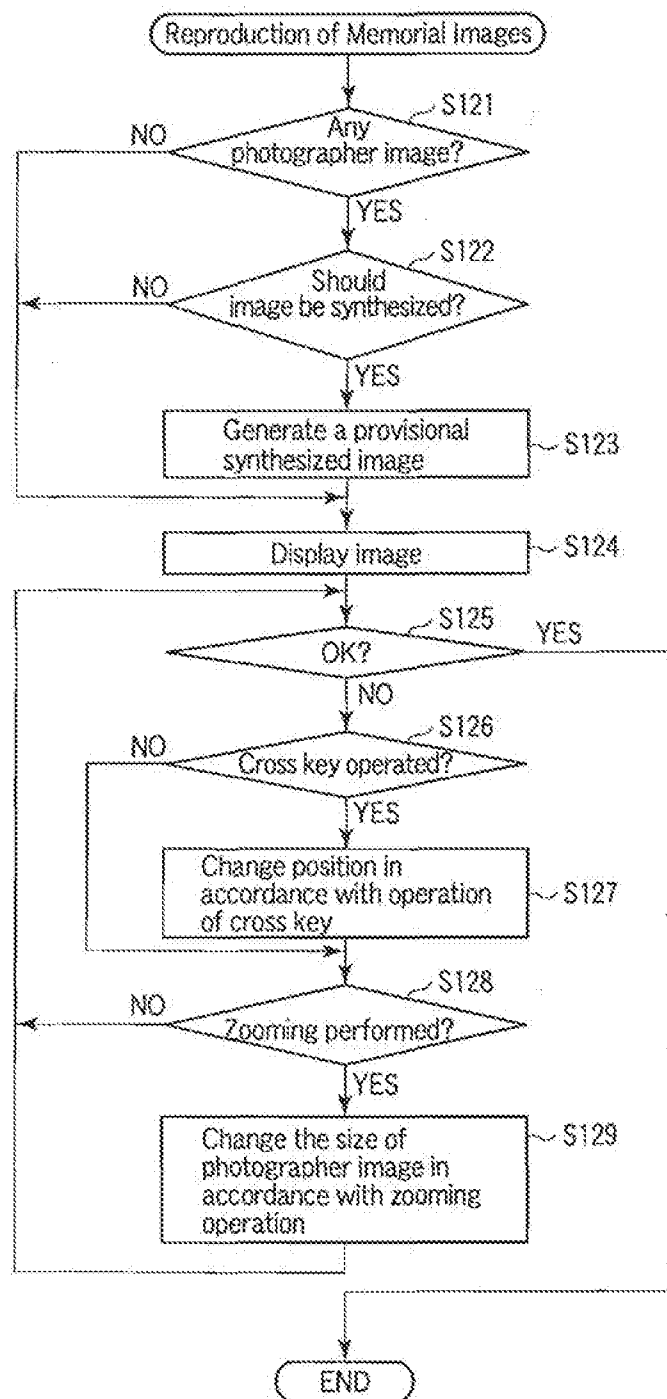 Reproduction of Memorial Images
S121
NO
Any
photographer image?
YES
S122
NO
Should
image be synthesized?
YES
Generate a provisional
synthesized image
S123
Display image
S124
S125
YES
OK?
NO
S126
NO
Cross key operated?
YES
Change position in
accordance with operation
of cross key
S127
S128
NO
Zooming performed?
YES
Change the size of
photographer image in
accordance with zooming
operation
S129
END